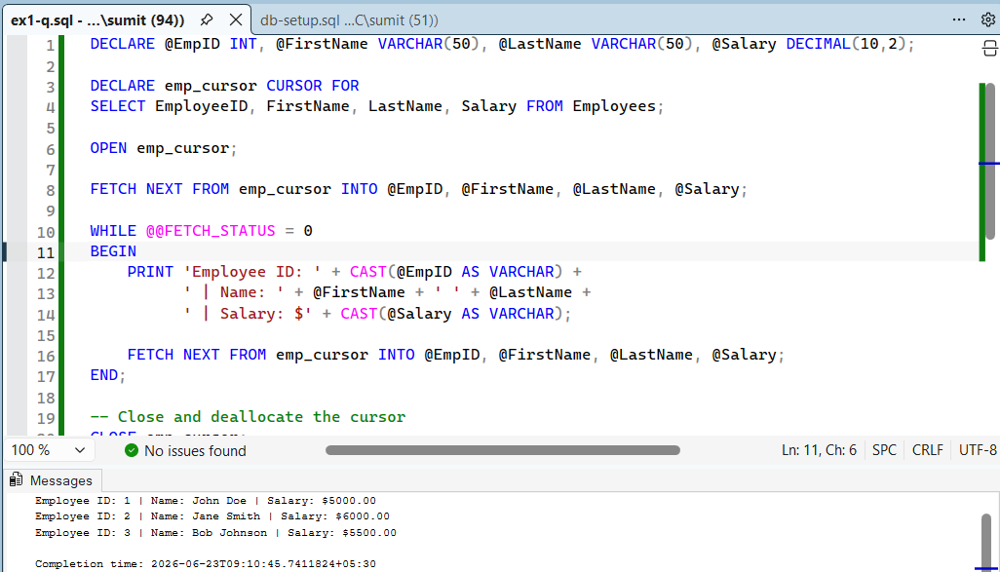 ex1-q.sql - ...\sumit (94))
db-setup.sql ...C\sumit (51))
1 DECLARE @EmpID INT, @FirstName VARCHAR(50), @LastName VARCHAR(50), @Salary DECIMAL(10,2);
2
3 DECLARE emp_cursor CURSOR FOR
4 SELECT EmployeeID, FirstName, LastName, Salary FROM Employees;
5
6 OPEN emp_cursor;
7
8 FETCH NEXT FROM emp_cursor INTO @EmpID, @FirstName, @LastName, @Salary;
9
10 WHILE @@FETCH_STATUS = 0
11 BEGIN
12 PRINT 'Employee ID: ' + CAST(@EmpID AS VARCHAR) +
13 ' | Name: ' + @FirstName + ' ' + @LastName +
14 ' | Salary: $' + CAST(@Salary AS VARCHAR);
15
16 FETCH NEXT FROM emp_cursor INTO @EmpID, @FirstName, @LastName, @Salary;
17 END;
18
19 -- Close and deallocate the cursor
100 % No issues found Ln: 11, Ch: 6 SPC CRLF UTF-8
Messages
Employee ID: 1 | Name: John Doe | Salary: $5000.00
Employee ID: 2 | Name: Jane Smith | Salary: $6000.00
Employee ID: 3 | Name: Bob Johnson | Salary: $5500.00
Completion time: 2026-06-23T09:10:45.7411824+05:30